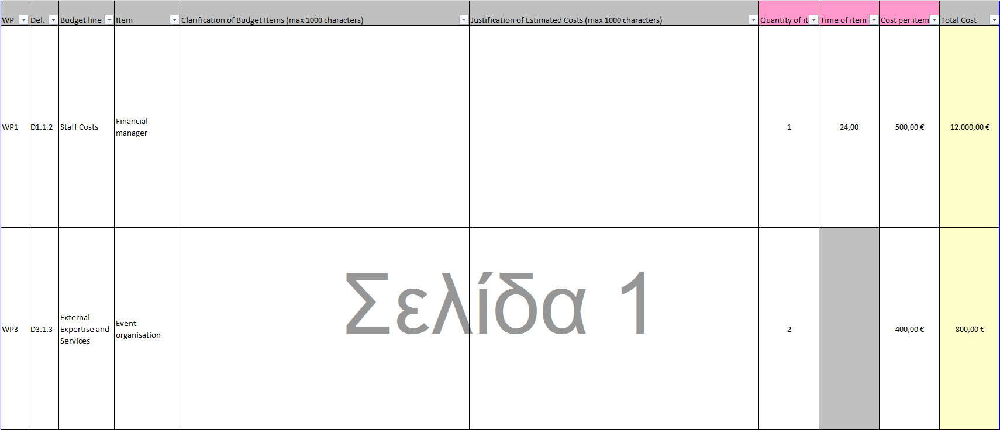 WP Del. Budget line Item Clarification of Budget Items (max 1000 characters) Justification of Estimated Costs (max 1000 characters) Quantity of it Time of item Cost per item Total Cost
WP1 D1.1.2 Staff Costs Financial manager 1 24,00 500,00 € 12.000,00 €
WP3 D3.1.3 External Expertise and Services Event organisation 2 400,00 € 800,00 €
Σελίδα 1